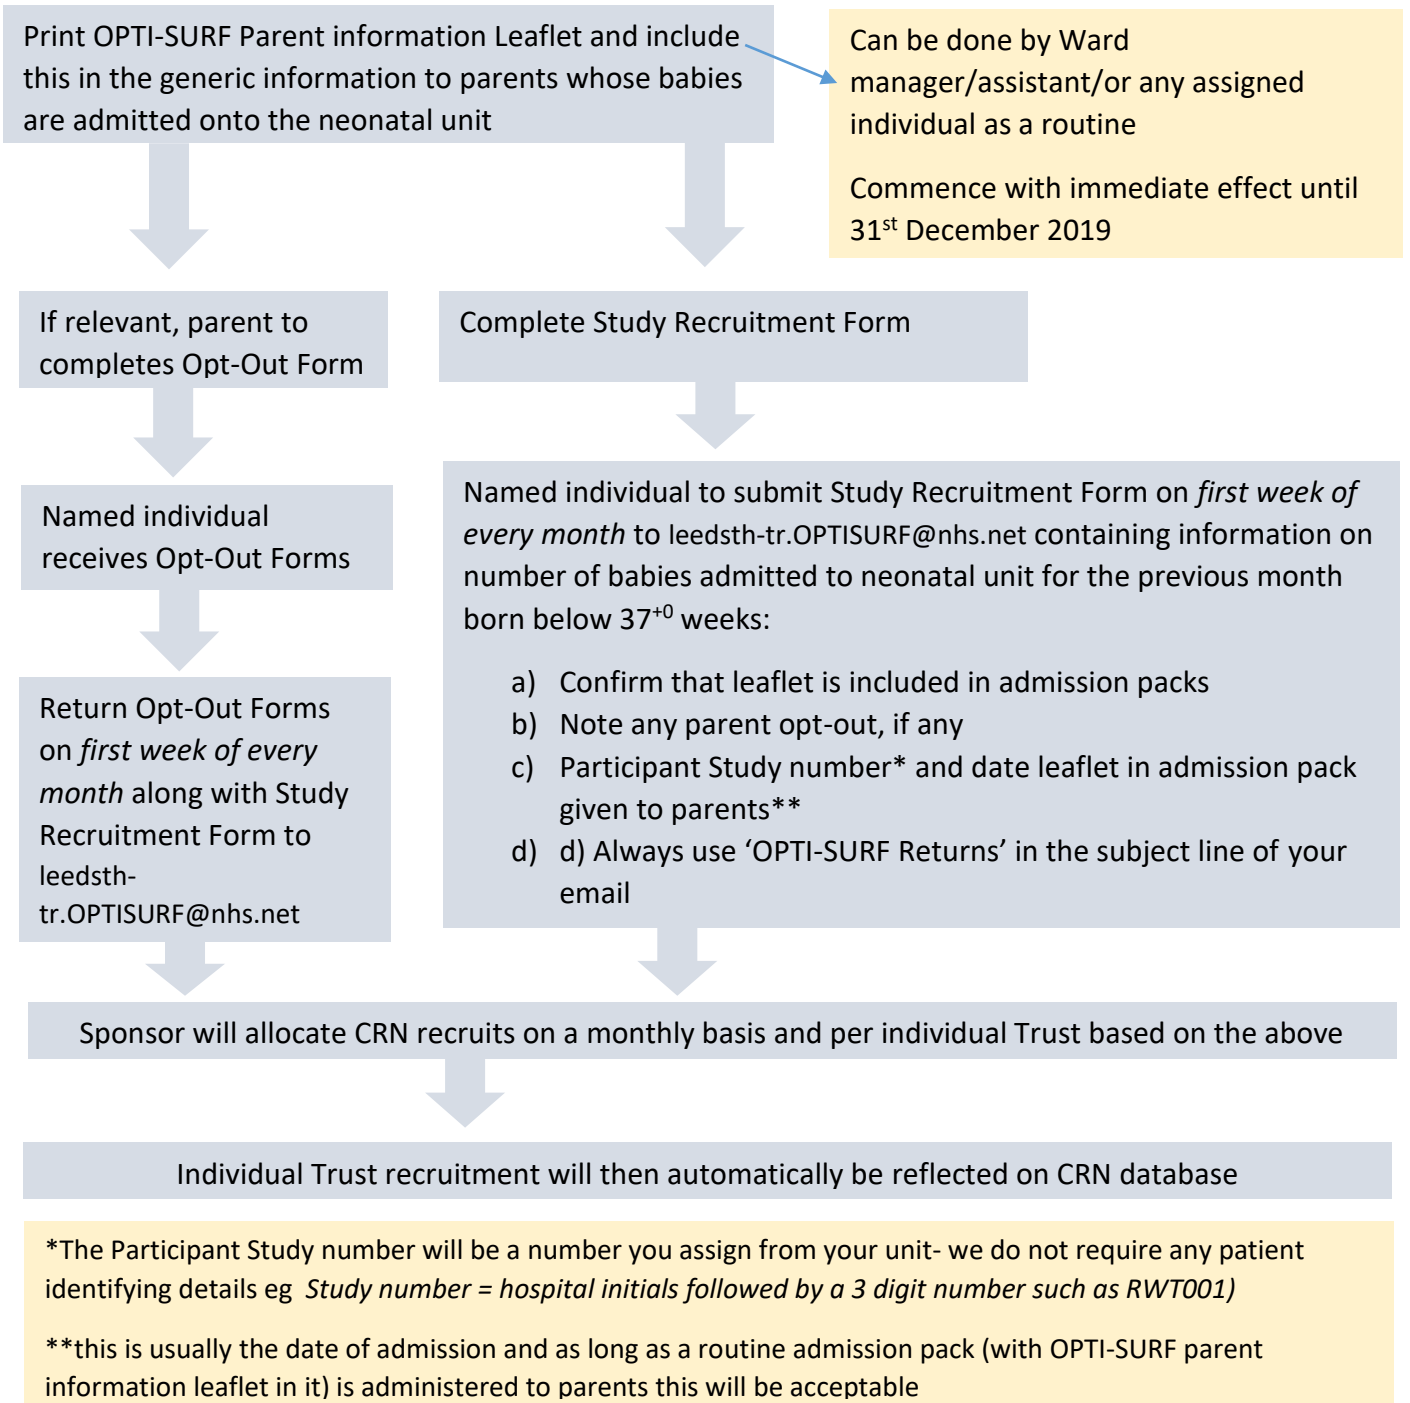 Print OPTI-SURF Parent information Leaflet and include
this in the generic information to parents whose babies
are admitted onto the neonatal unit
Can be done by Ward
manager/assistant/or any assigned
individual as a routine
Commence with immediate effect until
31st December 2019
If relevant, parent to
completes Opt-Out Form
Complete Study Recruitment Form
Named individual
receives Opt-Out Forms
Named individual to submit Study Recruitment Form on first week of
every month to leedsth-tr.OPTISURF@nhs.net containing information on
number of babies admitted to neonatal unit for the previous month
born below 37+0 weeks:
a) Confirm that leaflet is included in admission packs
b) Note any parent opt-out, if any
c) Participant Study number* and date leaflet in admission pack
given to parents**
d) d) Always use ‘OPTI-SURF Returns’ in the subject line of your
email
Return Opt-Out Forms
on first week of every
month along with Study
Recruitment Form to
leedsth-
tr.OPTISURF@nhs.net
Sponsor will allocate CRN recruits on a monthly basis and per individual Trust based on the above
Individual Trust recruitment will then automatically be reflected on CRN database
*The Participant Study number will be a number you assign from your unit- we do not require any patient
identifying details eg Study number = hospital initials followed by a 3 digit number such as RWT001)
**this is usually the date of admission and as long as a routine admission pack (with OPTI-SURF parent
information leaflet in it) is administered to parents this will be acceptable